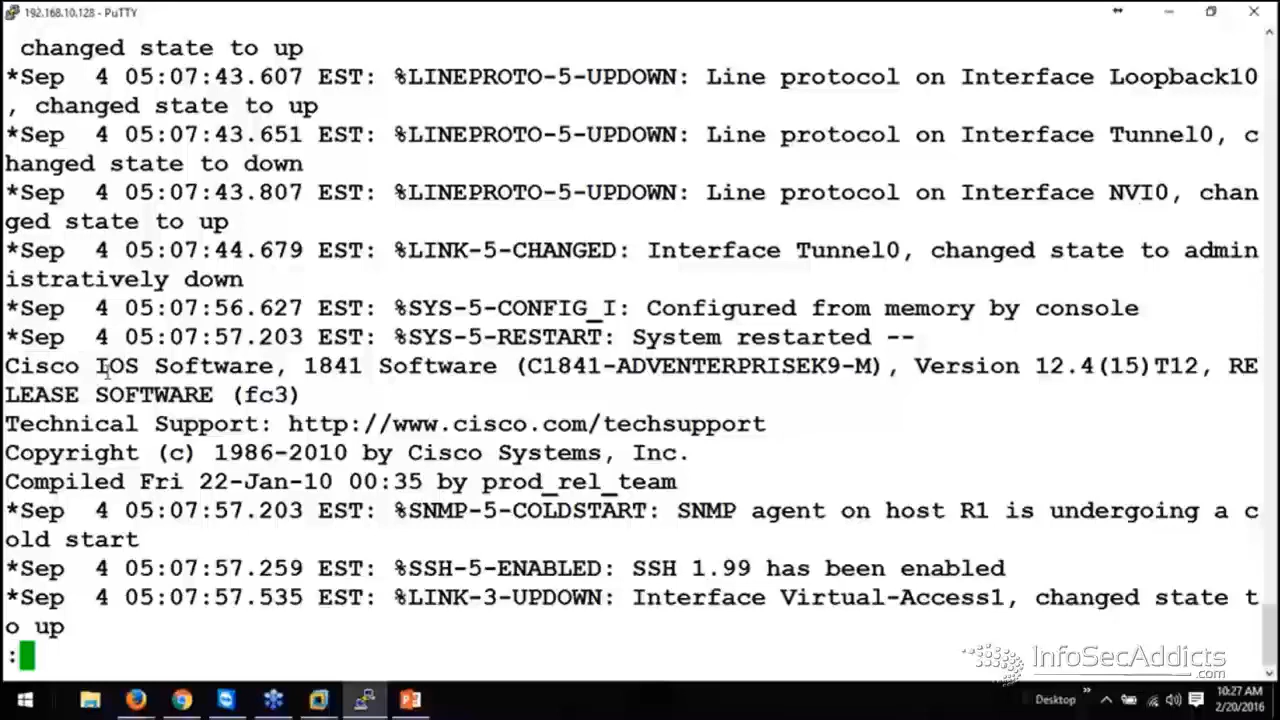 192.168.10.128 - PuTTY
changed state to up
*Sep  4 05:07:43.607 EST: %LINEPROTO-5-UPDOWN: Line protocol on Interface Loopback10
, changed state to up
*Sep  4 05:07:43.651 EST: %LINEPROTO-5-UPDOWN: Line protocol on Interface Tunnel0, c
hanged state to down
*Sep  4 05:07:43.807 EST: %LINEPROTO-5-UPDOWN: Line protocol on Interface NVI0, chan
ged state to up
*Sep  4 05:07:44.679 EST: %LINK-5-CHANGED: Interface Tunnel0, changed state to admin
istratively down
*Sep  4 05:07:56.627 EST: %SYS-5-CONFIG_I: Configured from memory by console
*Sep  4 05:07:57.203 EST: %SYS-5-RESTART: System restarted --
Cisco IOS Software, 1841 Software (C1841-ADVENTERPRISEK9-M), Version 12.4(15)T12, RE
LEASE SOFTWARE (fc3)
Technical Support: http://www.cisco.com/techsupport
Copyright (c) 1986-2010 by Cisco Systems, Inc.
Compiled Fri 22-Jan-10 00:35 by prod_rel_team
*Sep  4 05:07:57.203 EST: %SNMP-5-COLDSTART: SNMP agent on host R1 is undergoing a c
old start
*Sep  4 05:07:57.259 EST: %SSH-5-ENABLED: SSH 1.99 has been enabled
*Sep  4 05:07:57.535 EST: %LINK-3-UPDOWN: Interface Virtual-Access1, changed state t
o up
:
InfoSecAddicts
.com
Desktop
10:27 AM
2/20/2016